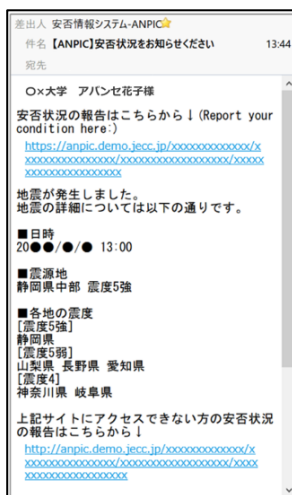 差出人 安否情報システム-ANPIC
件名 【ANPIC】安否状況をお知らせください 13:44
宛先
○×大学 アバンセ花子様
安否状況の報告はこちらから↓(Report your
condition here:)
https://anpic.demo.jecc.jp/xxxxxxxxxxxxx/x
xxxxxxxxxxxxxxx/xxxxxxxxxxxxxxxxxx/xxxxx
xxxxxxxxxxxxxxxx
地震が発生しました。
地震の詳細については以下の通りです。
■日時
20●●/●/● 13:00
■震源地
静岡県中部 震度5強
■各地の震度
[震度5強]
静岡県
[震度5弱]
山梨県 長野県 愛知県
[震度4]
神奈川県 岐阜県
上記サイトにアクセスできない方の安否状況
の報告はこちらから↓
http://anpic.demo.jecc.jp/xxxxxxxxxxxx/x
xxxxxxxxxxxxxxx/xxxxxxxxxxxxxxxxxx/xxxx
xxxxxxxxxxxxxxxxx